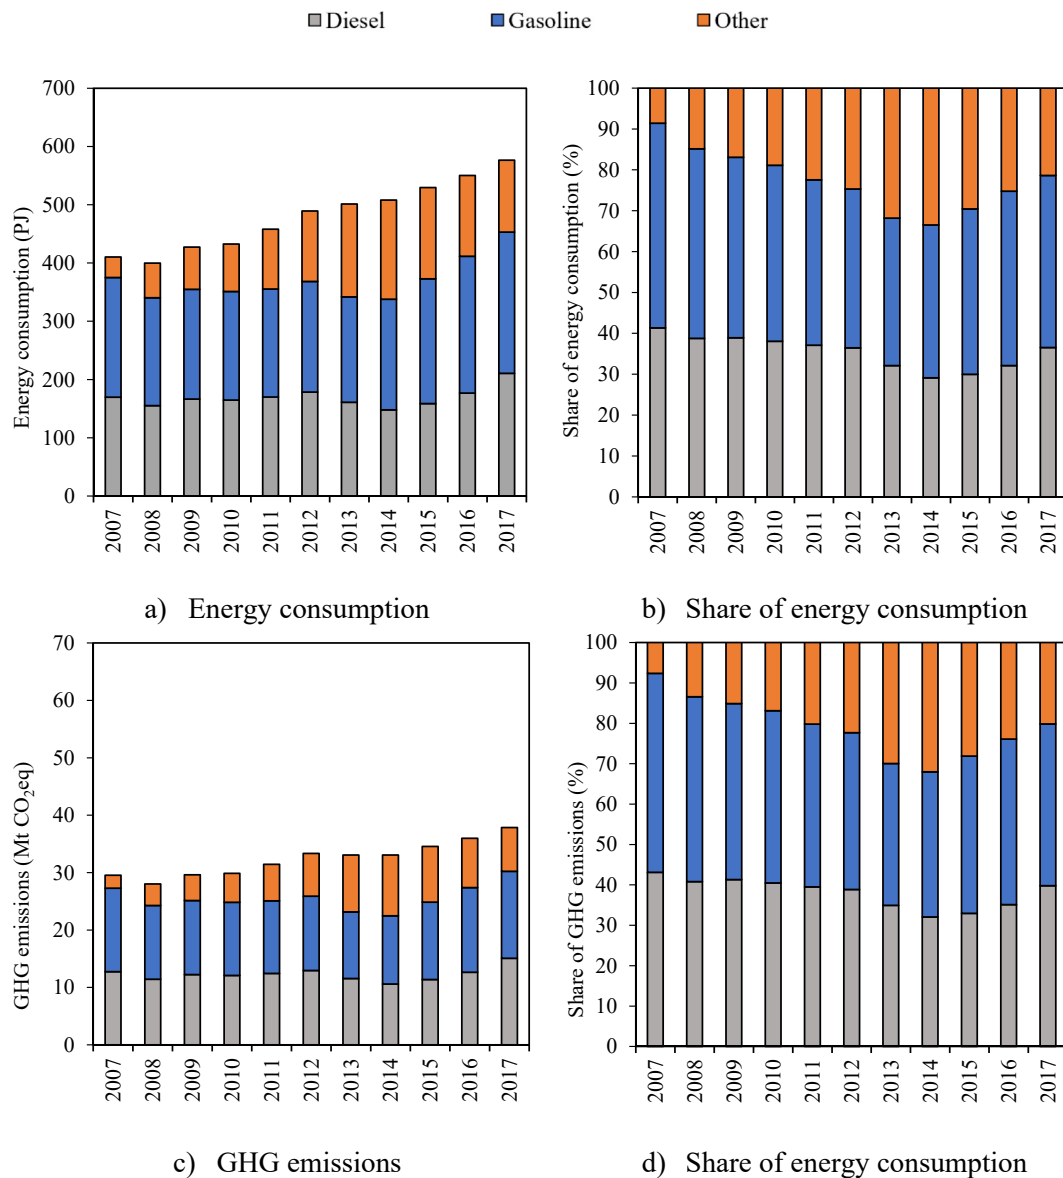 Diesel Gasoline Other
700
600
500
400
300
200
100
0
Energy consumption (PJ)
2007 2008 2009 2010 2011 2012 2013 2014 2015 2016 2017
a) Energy consumption
100
90
80
70
60
50
40
30
20
10
0
Share of energy consumption (%)
2007 2008 2009 2010 2011 2012 2013 2014 2015 2016 2017
b) Share of energy consumption
70
60
50
40
30
20
10
0
GHG emissions (Mt CO₂eq)
2007 2008 2009 2010 2011 2012 2013 2014 2015 2016 2017
c) GHG emissions
100
90
80
70
60
50
40
30
20
10
0
Share of GHG emissions (%)
2007 2008 2009 2010 2011 2012 2013 2014 2015 2016 2017
d) Share of energy consumption